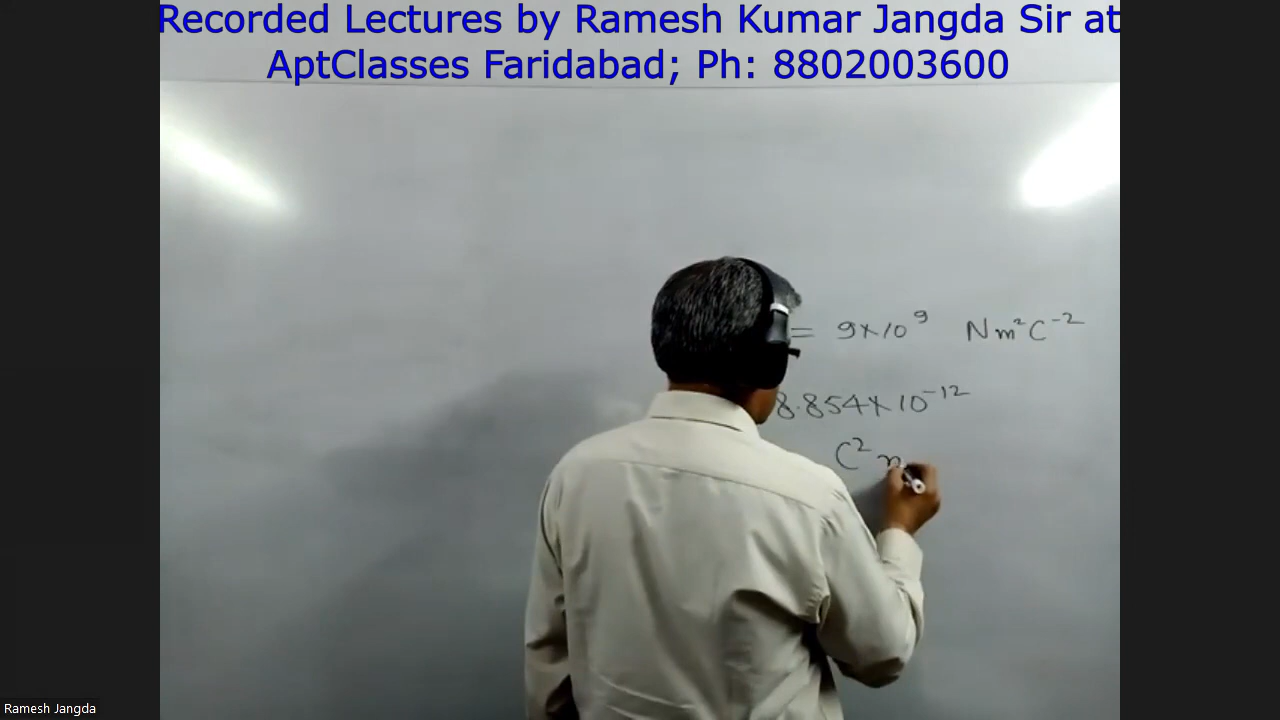 Recorded Lectures by Ramesh Kumar Jangda Sir at
AptClasses Faridabad; Ph: 8802003600
= 9×10⁹ Nm²C⁻²
8.854×10⁻¹²
C² m
Ramesh Jangda